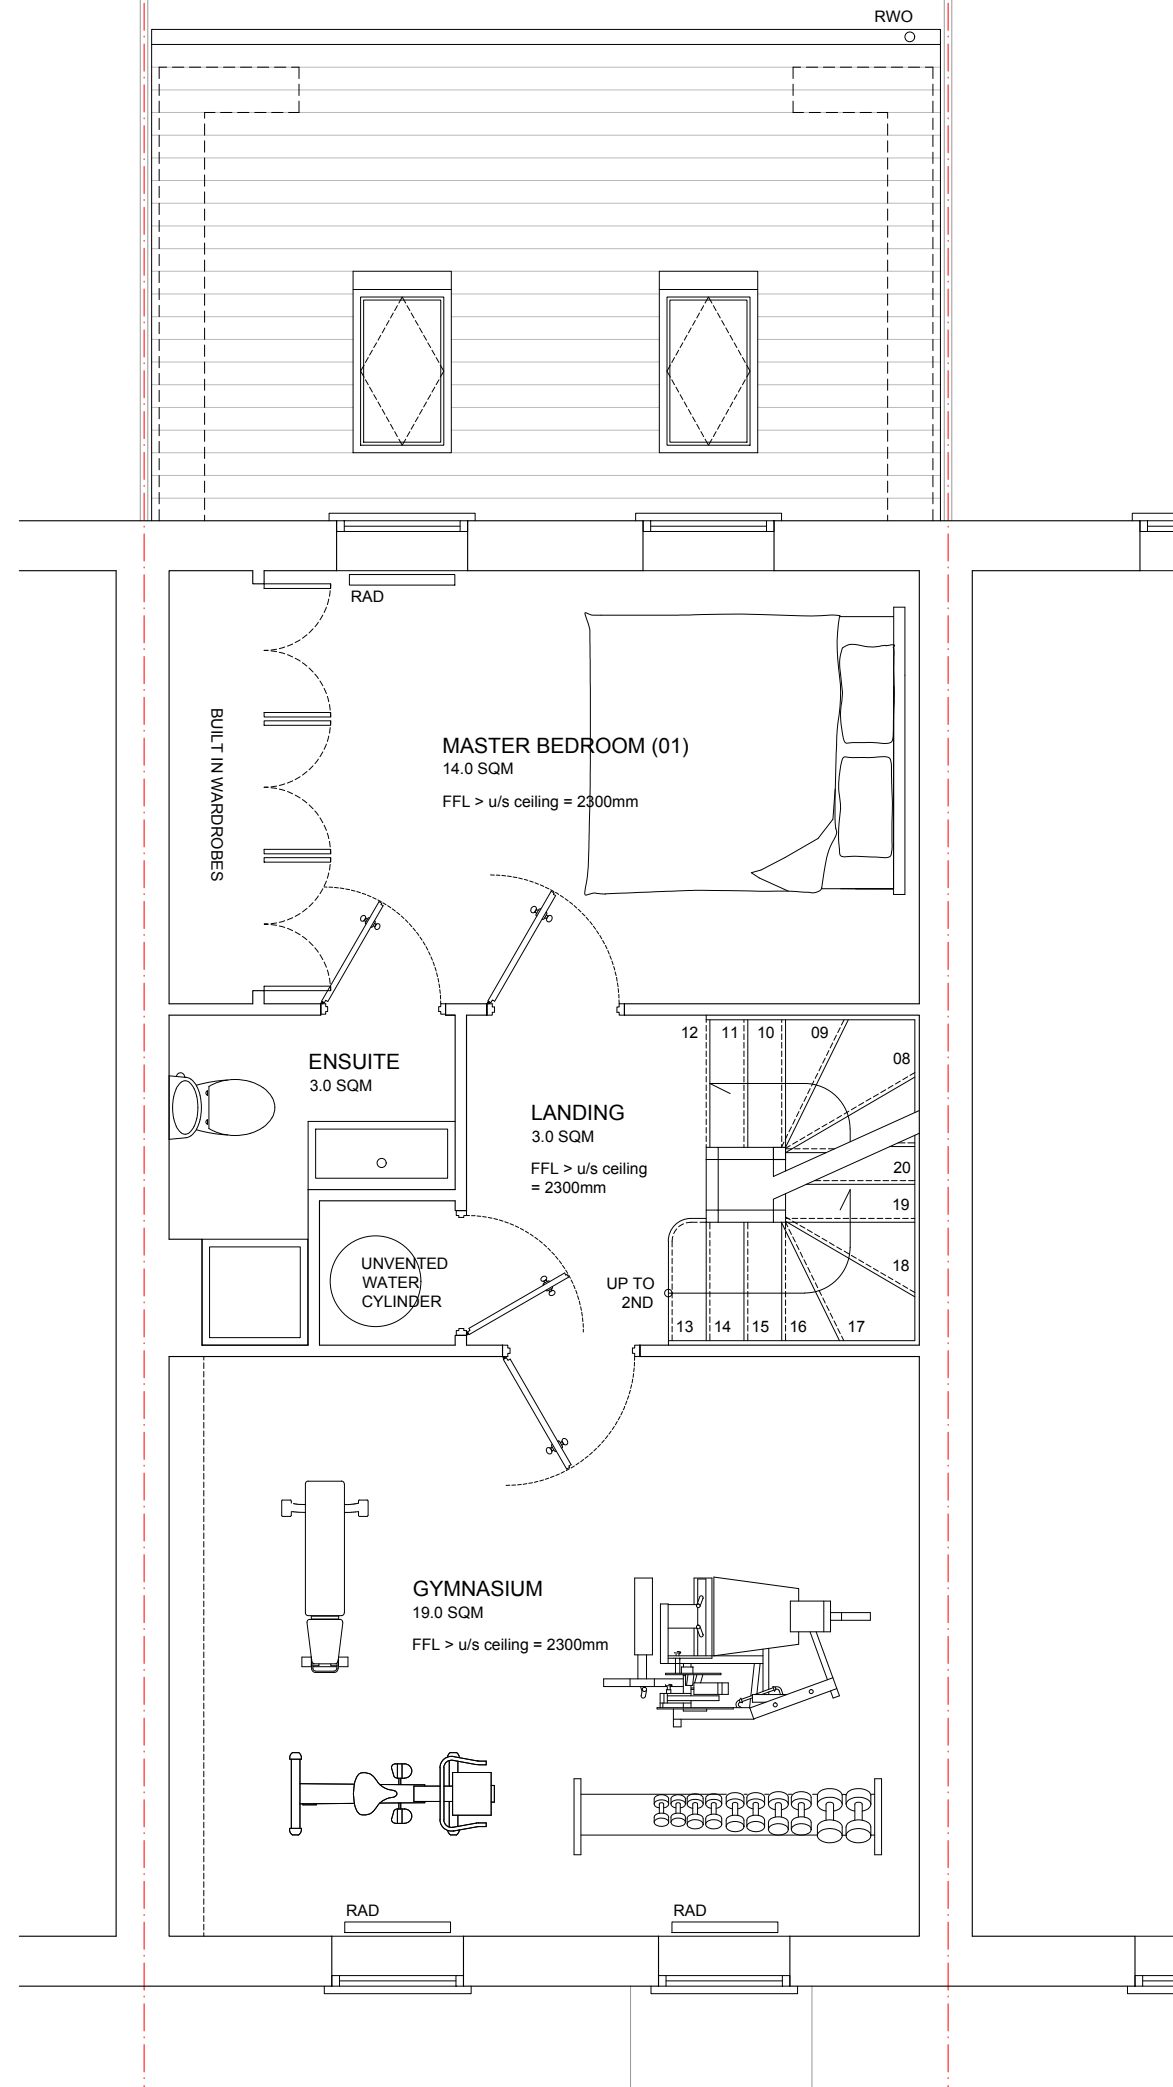 RWO
RAD
BUILT IN WARDROBES
MASTER BEDROOM (01)
14.0 SQM
FFL > u/s ceiling = 2300mm
12
11
10
09
08
ENSUITE
3.0 SQM
LANDING
3.0 SQM
FFL > u/s ceiling
= 2300mm
20
19
18
UNVENTED
WATER
CYLINDER
UP TO
2ND
13
14
15
16
17
GYMNASIUM
19.0 SQM
FFL > u/s ceiling = 2300mm
RAD
RAD